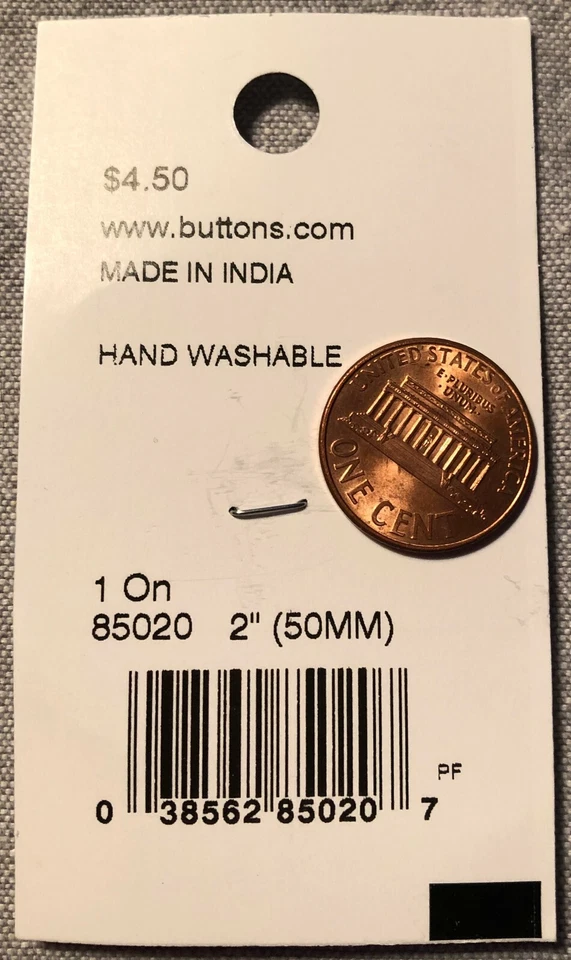 $4.50
www.buttons.com
MADE IN INDIA
HAND WASHABLE
UNITED STATES OF AMERICA
E·PLURIBUS
UNUM
ONE CENT
1 On
85020 2" (50MM)
PF
0 38562 85020 7